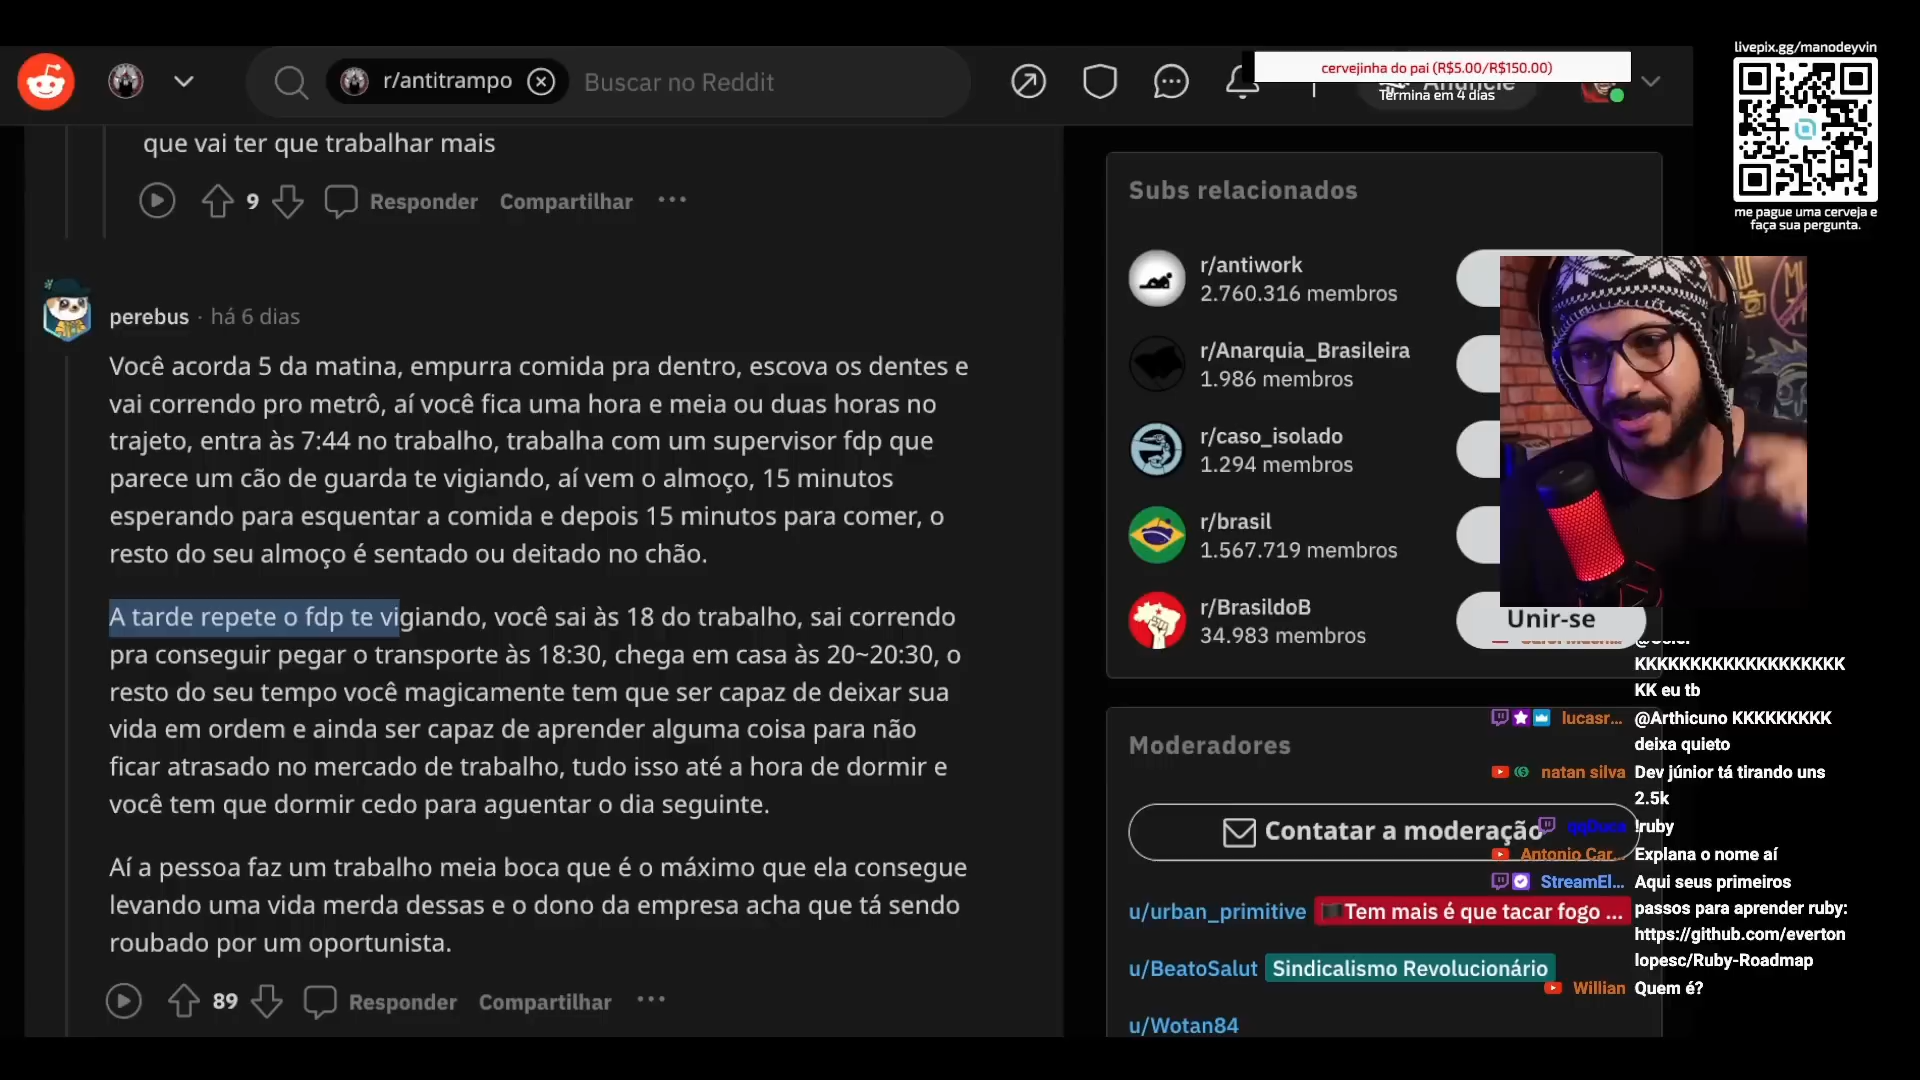 r/antitrampo
Buscar no Reddit
cervejinha do pai (R$5.00/R$150.00)
Termina em 4 dias
livepix.gg/manodeyvin
me pague uma cerveja e
faça sua pergunta.
que vai ter que trabalhar mais
9 Responder Compartilhar ...
perebus · há 6 dias
Você acorda 5 da matina, empurra comida pra dentro, escova os dentes e
vai correndo pro metrô, aí você fica uma hora e meia ou duas horas no
trajeto, entra às 7:44 no trabalho, trabalha com um supervisor fdp que
parece um cão de guarda te vigiando, aí vem o almoço, 15 minutos
esperando para esquentar a comida e depois 15 minutos para comer, o
resto do seu almoço é sentado ou deitado no chão.
A tarde repete o fdp te vigiando, você sai às 18 do trabalho, sai correndo
pra conseguir pegar o transporte às 18:30, chega em casa às 20~20:30, o
resto do seu tempo você magicamente tem que ser capaz de deixar sua
vida em ordem e ainda ser capaz de aprender alguma coisa para não
ficar atrasado no mercado de trabalho, tudo isso até a hora de dormir e
você tem que dormir cedo para aguentar o dia seguinte.
Aí a pessoa faz um trabalho meia boca que é o máximo que ela consegue
levando uma vida merda dessas e o dono da empresa acha que tá sendo
roubado por um oportunista.
89 Responder Compartilhar ...
Subs relacionados
r/antiwork
2.760.316 membros
r/Anarquia_Brasileira
1.986 membros
r/caso_isolado
1.294 membros
r/brasil
1.567.719 membros
r/BrasildoB
34.983 membros
Unir-se
Moderadores
Contatar a moderação
u/urban_primitive Tem mais é que tacar fogo ...
u/BeatoSalut Sindicalismo Revolucionário
u/Wotan84
KKKKKKKKKKKKKKKKKKK
KK eu tb
lucasr... @Arthicuno KKKKKKKKK
deixa quieto
natan silva Dev júnior tá tirando uns
2.5k
!ruby
Antonio Car... Explana o nome aí
StreamEl... Aqui seus primeiros
passos para aprender ruby:
https://github.com/everton
lopesc/Ruby-Roadmap
Willian Quem é?